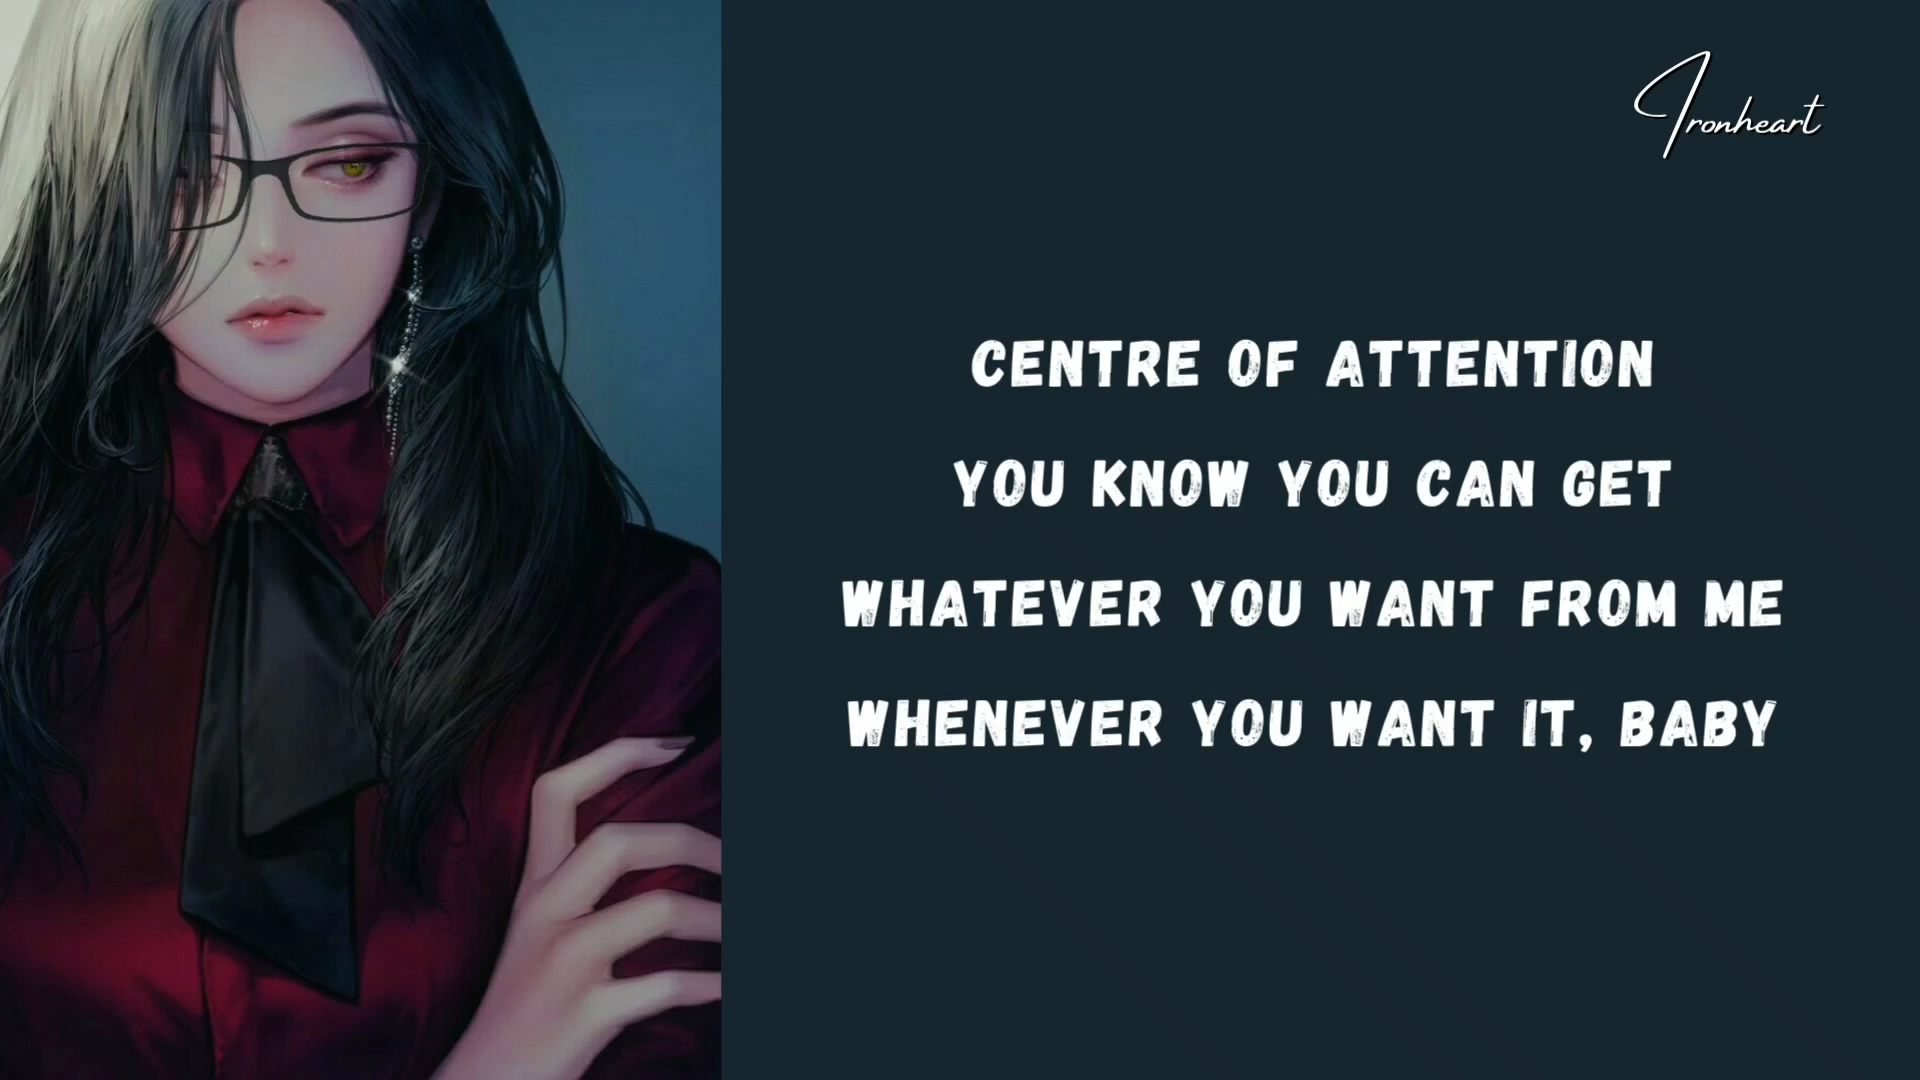 Ironheart
CENTRE OF ATTENTION
YOU KNOW YOU CAN GET
WHATEVER YOU WANT FROM ME
WHENEVER YOU WANT IT, BABY